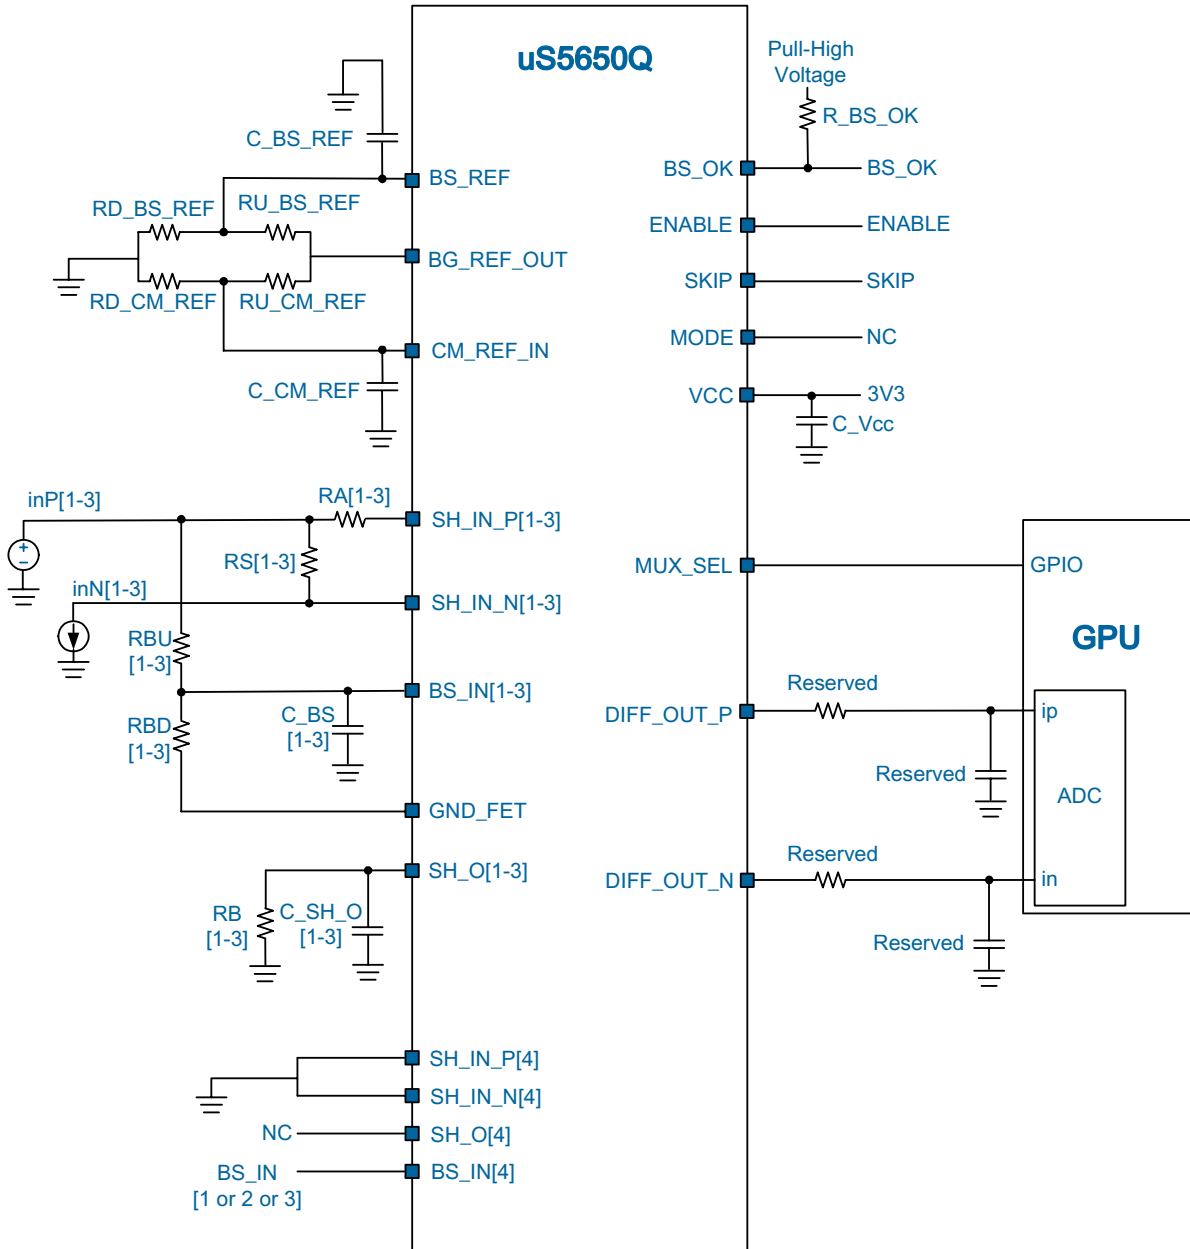 uS5650Q
Pull-High
Voltage
R_BS_OK
C_BS_REF
BS_REF
BS_OK
BS_OK
RD_BS_REF
RU_BS_REF
ENABLE
ENABLE
BG_REF_OUT
SKIP
SKIP
RD_CM_REF
RU_CM_REF
MODE
NC
CM_REF_IN
C_CM_REF
VCC
3V3
C_Vcc
inP[1-3]
RA[1-3]
SH_IN_P[1-3]
RS[1-3]
MUX_SEL
GPIO
inN[1-3]
SH_IN_N[1-3]
GPU
RBU
[1-3]
BS_IN[1-3]
Reserved
C_BS
[1-3]
RBD
[1-3]
DIFF_OUT_P
ip
Reserved
ADC
GND_FET
Reserved
SH_O[1-3]
DIFF_OUT_N
in
RB
[1-3]
C_SH_O
[1-3]
Reserved
SH_IN_P[4]
SH_IN_N[4]
NC
SH_O[4]
BS_IN
[1 or 2 or 3]
BS_IN[4]